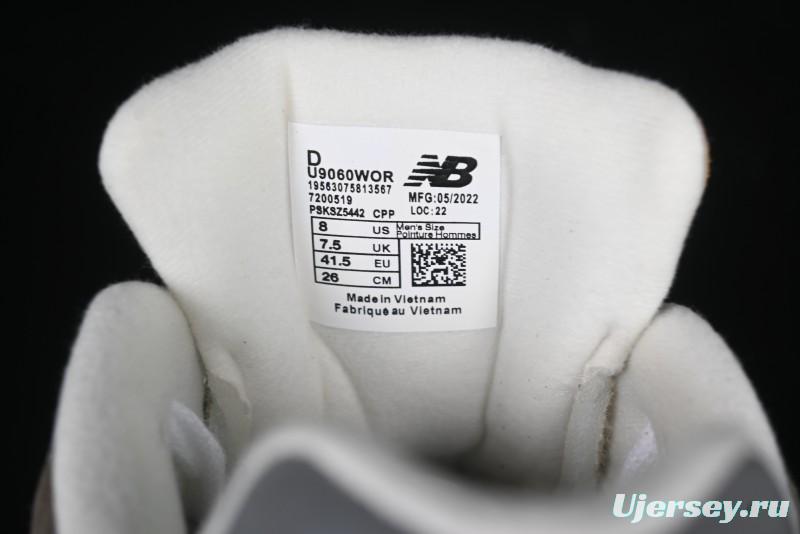 D
U9060WOR
19563075813567
7200519
PSKSZ5442 CPP
NB
MFG:05/2022
LOC:22
8 US Men's Size
Pointure Hommes
7.5 UK
41.5 EU
26 CM
Made in Vietnam
Fabriqué au Vietnam
Ujersey.ru